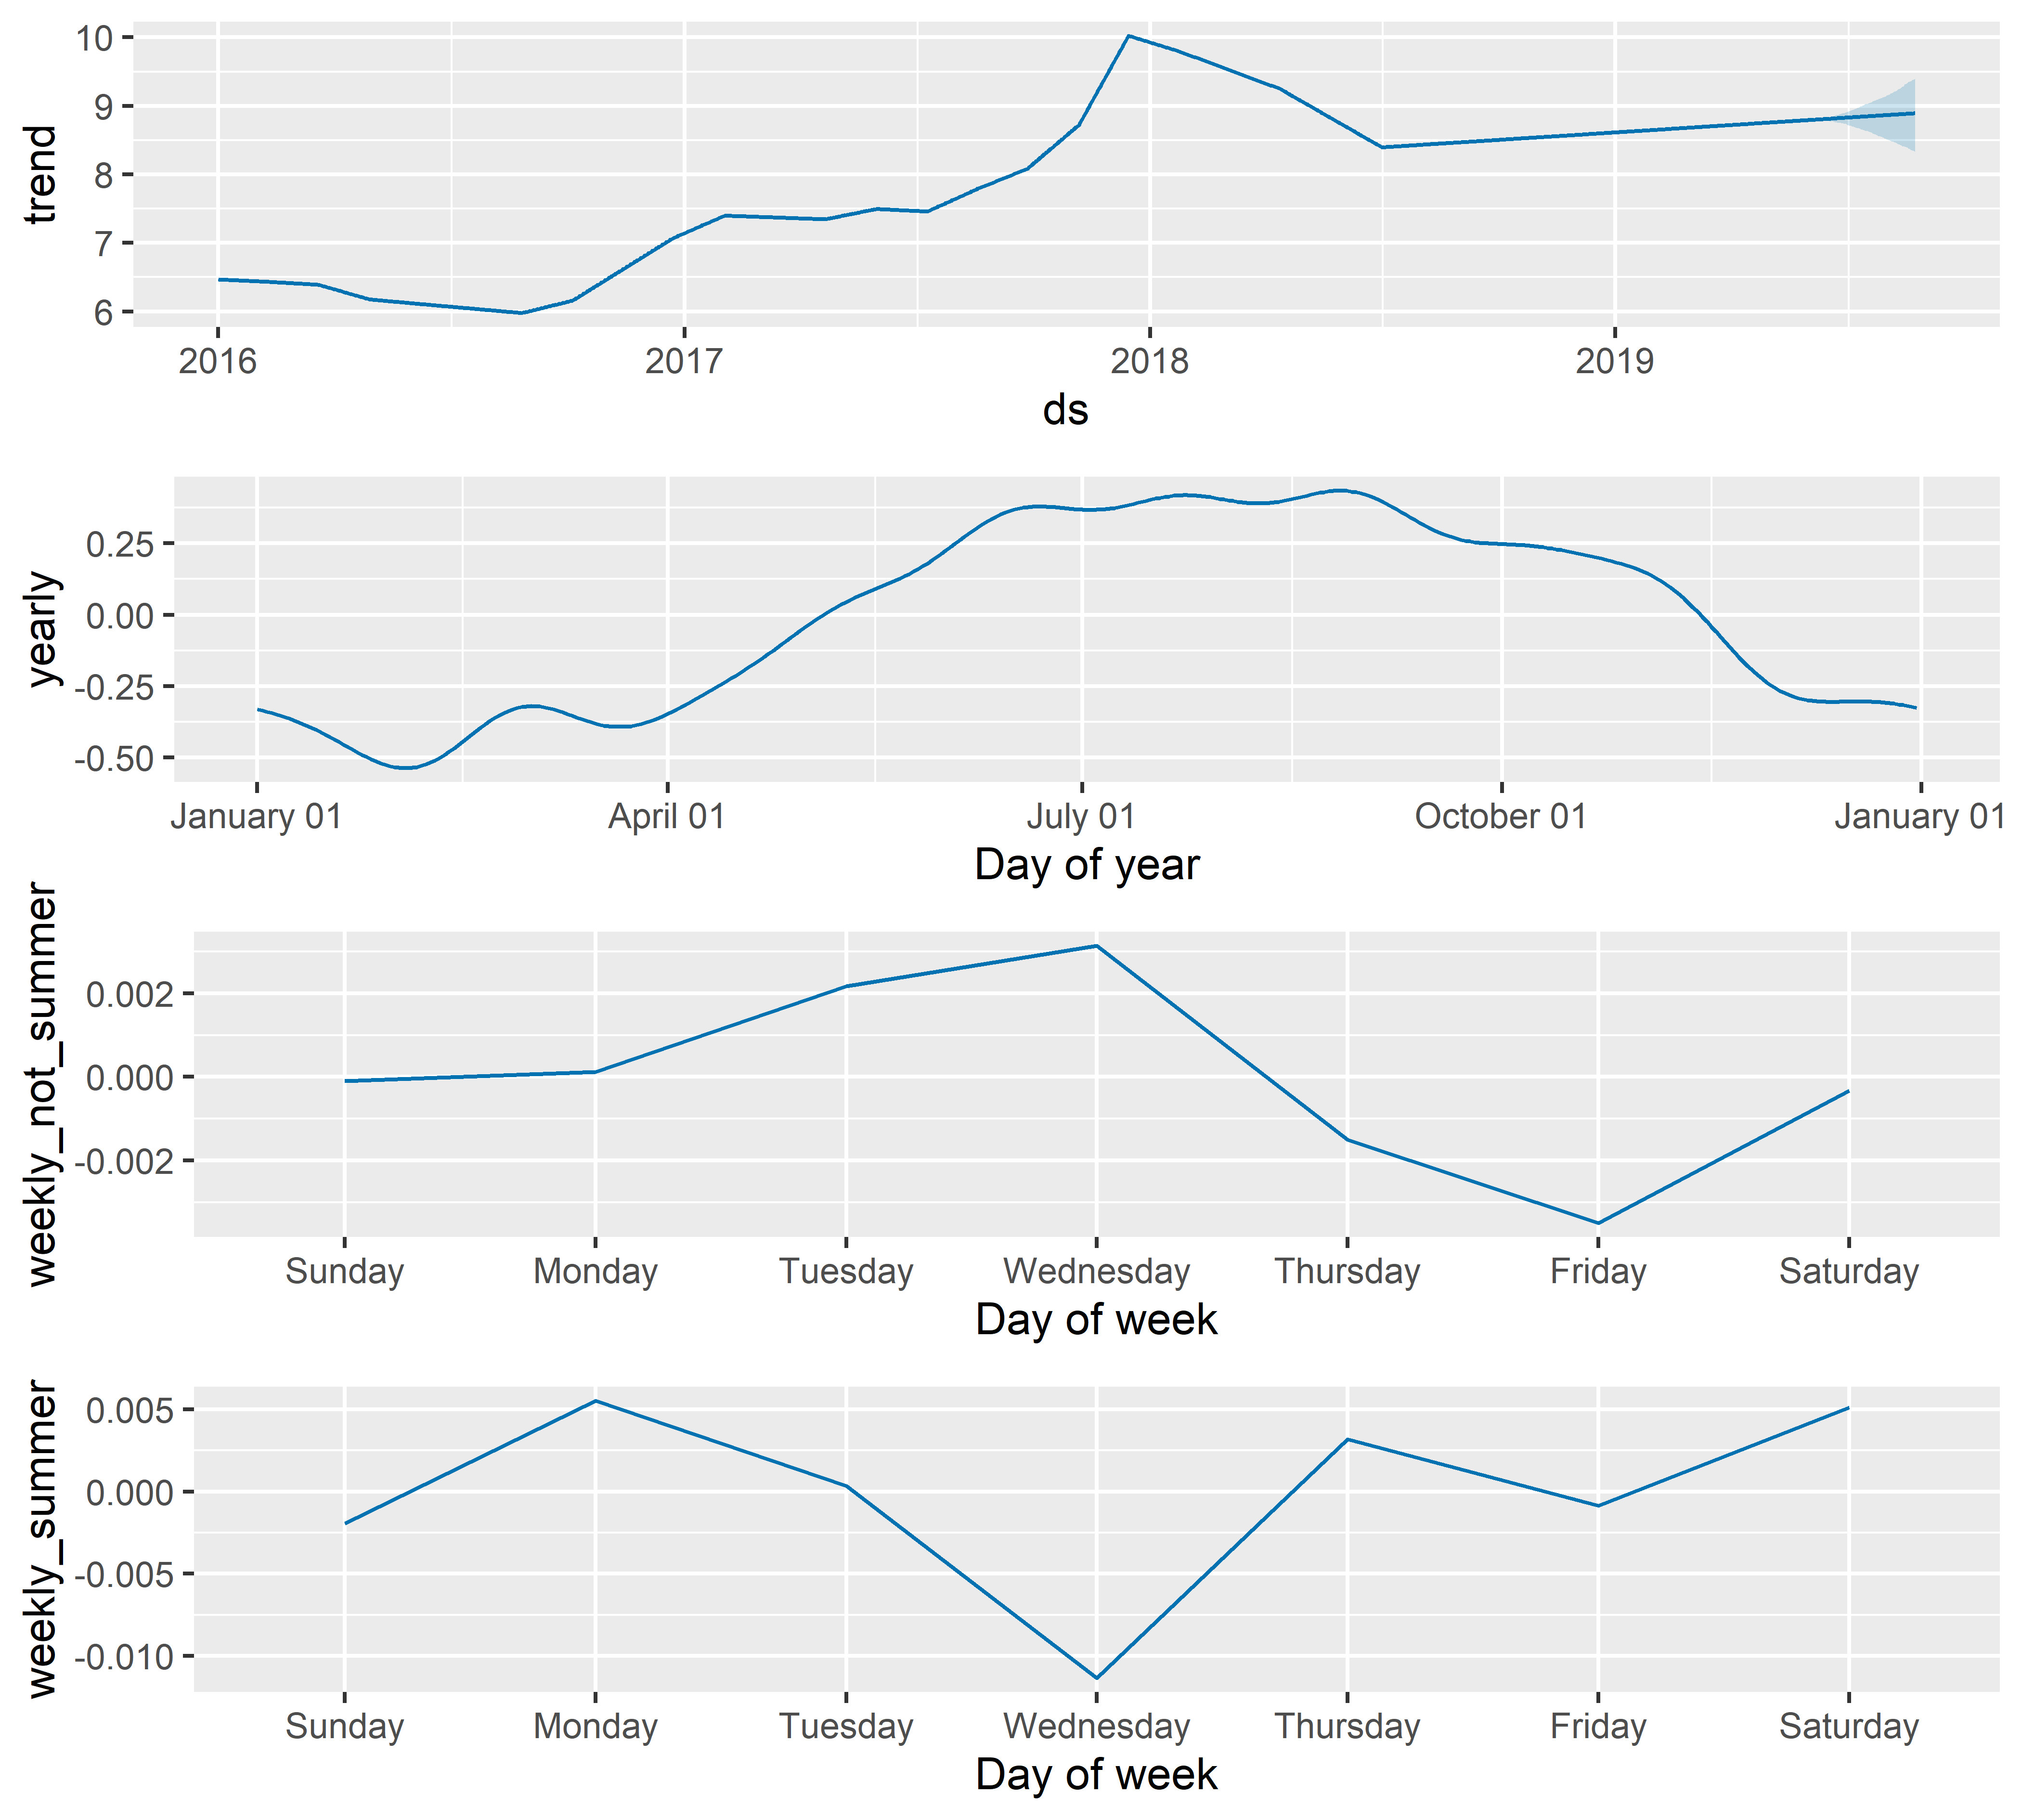 trend
10
9
8
7
6
2016 2017 2018 2019
ds
yearly
0.25
0.00
-0.25
-0.50
January 01 April 01 July 01 October 01 January 01
Day of year
weekly_not_summer
0.002
0.000
-0.002
Sunday Monday Tuesday Wednesday Thursday Friday Saturday
Day of week
weekly_summer
0.005
0.000
-0.005
-0.010
Sunday Monday Tuesday Wednesday Thursday Friday Saturday
Day of week